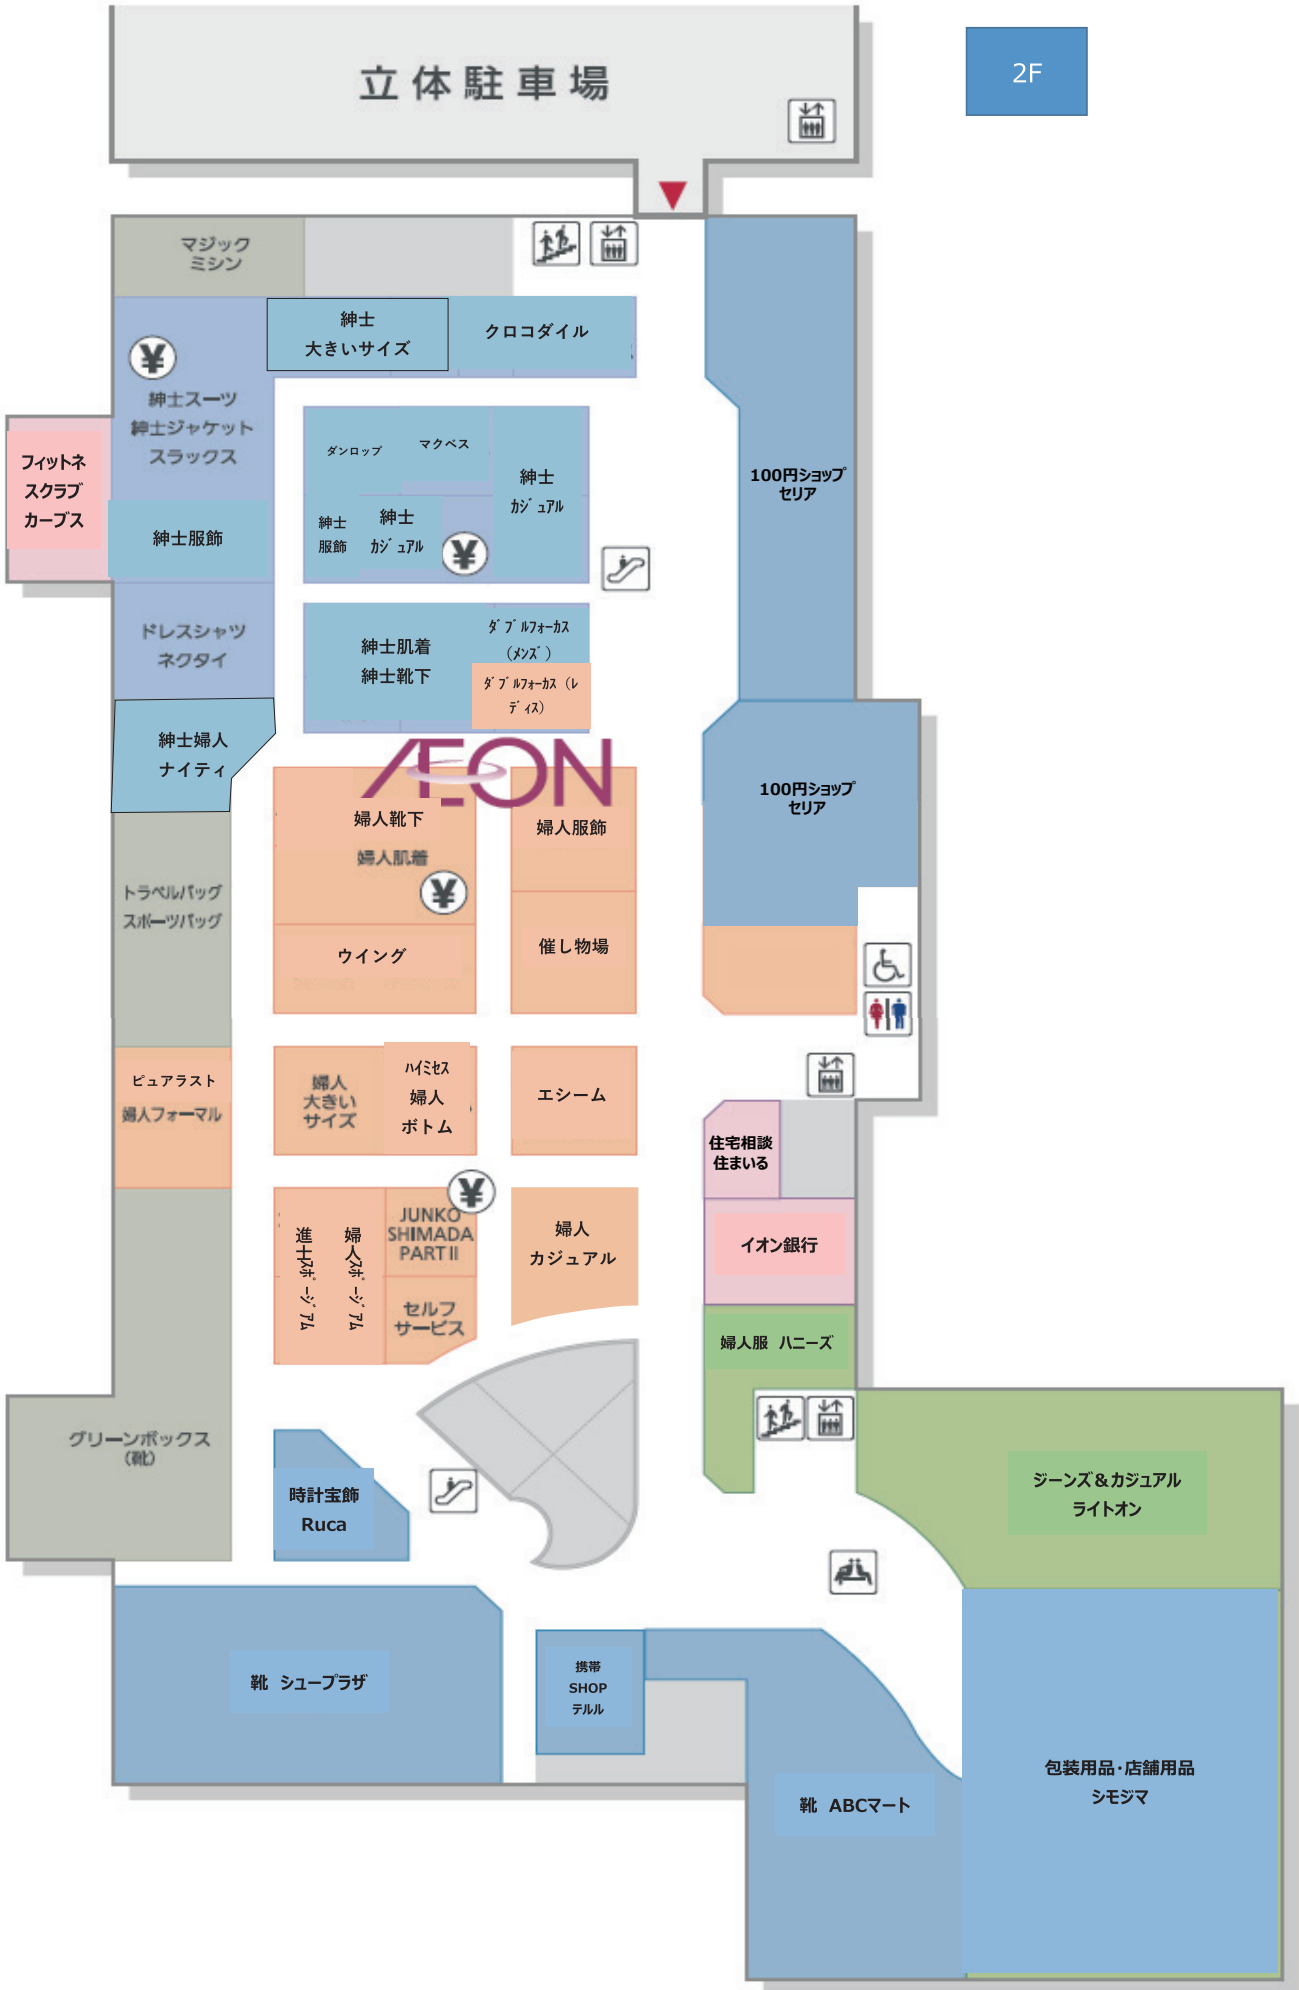 立体駐車場
2F
マジック
ミシン
紳士
大きいサイズ
クロコダイル
¥
紳士スーツ
紳士ジャケット
スラックス
フィットネ
スクラブ
カーブス
紳士服飾
ダンロップ
マクベス
紳士
カジュアル
紳士
服飾
紳士
カジュアル
¥
100円ショップ
セリア
ドレスシャツ
ネクタイ
紳士肌着
紳士靴下
ダブルフォーカス
（メンズ）
ダブルフォーカス（レ
ディス）
紳士婦人
ナイティ
ÆON
100円ショップ
セリア
婦人靴下
婦人肌着
¥
婦人服飾
トラベルバッグ
スポーツバッグ
ウイング
催し物場
ピュアラスト
婦人フォーマル
婦人
大きい
サイズ
ハイミセス
婦人
ボトム
エシーム
住宅相談
住まいる
¥
進士スポージアム
婦人スポージアム
JUNKO
SHIMADA
PART II
セルフ
サービス
婦人
カジュアル
イオン銀行
婦人服 ハニーズ
グリーンボックス
（靴）
時計宝飾
Ruca
ジーンズ＆カジュアル
ライトオン
靴 シュープラザ
携帯
SHOP
テルル
靴 ABCマート
包装用品・店舗用品
シモジマ